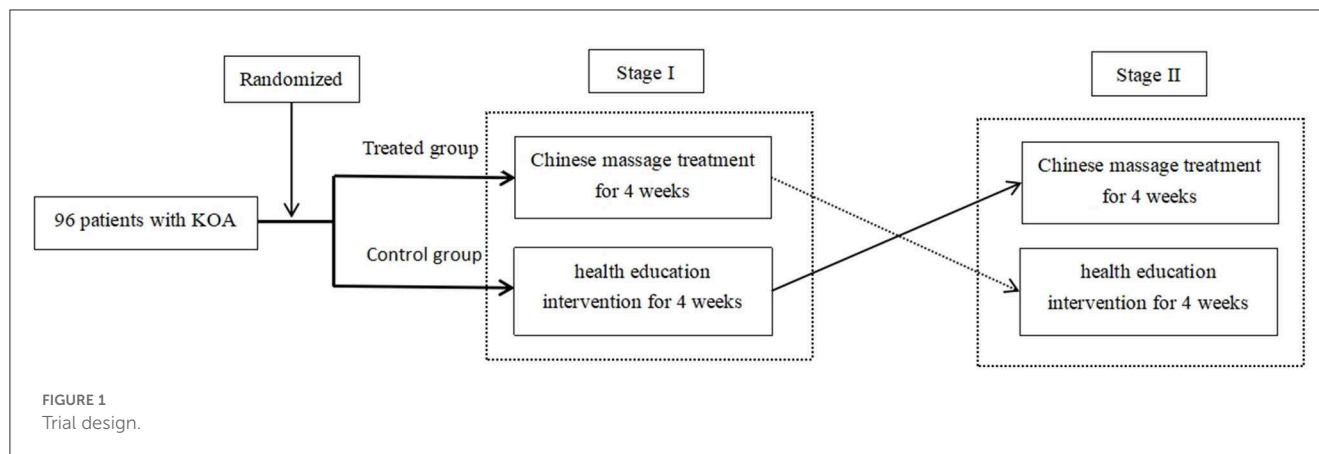 Randomized
Stage I
Stage II
Treated group
Chinese massage treatment
for 4 weeks
Chinese massage treatment
for 4 weeks
96 patients with KOA
Control group
health education
intervention for 4 weeks
health education
intervention for 4 weeks
FIGURE 1
Trial design.